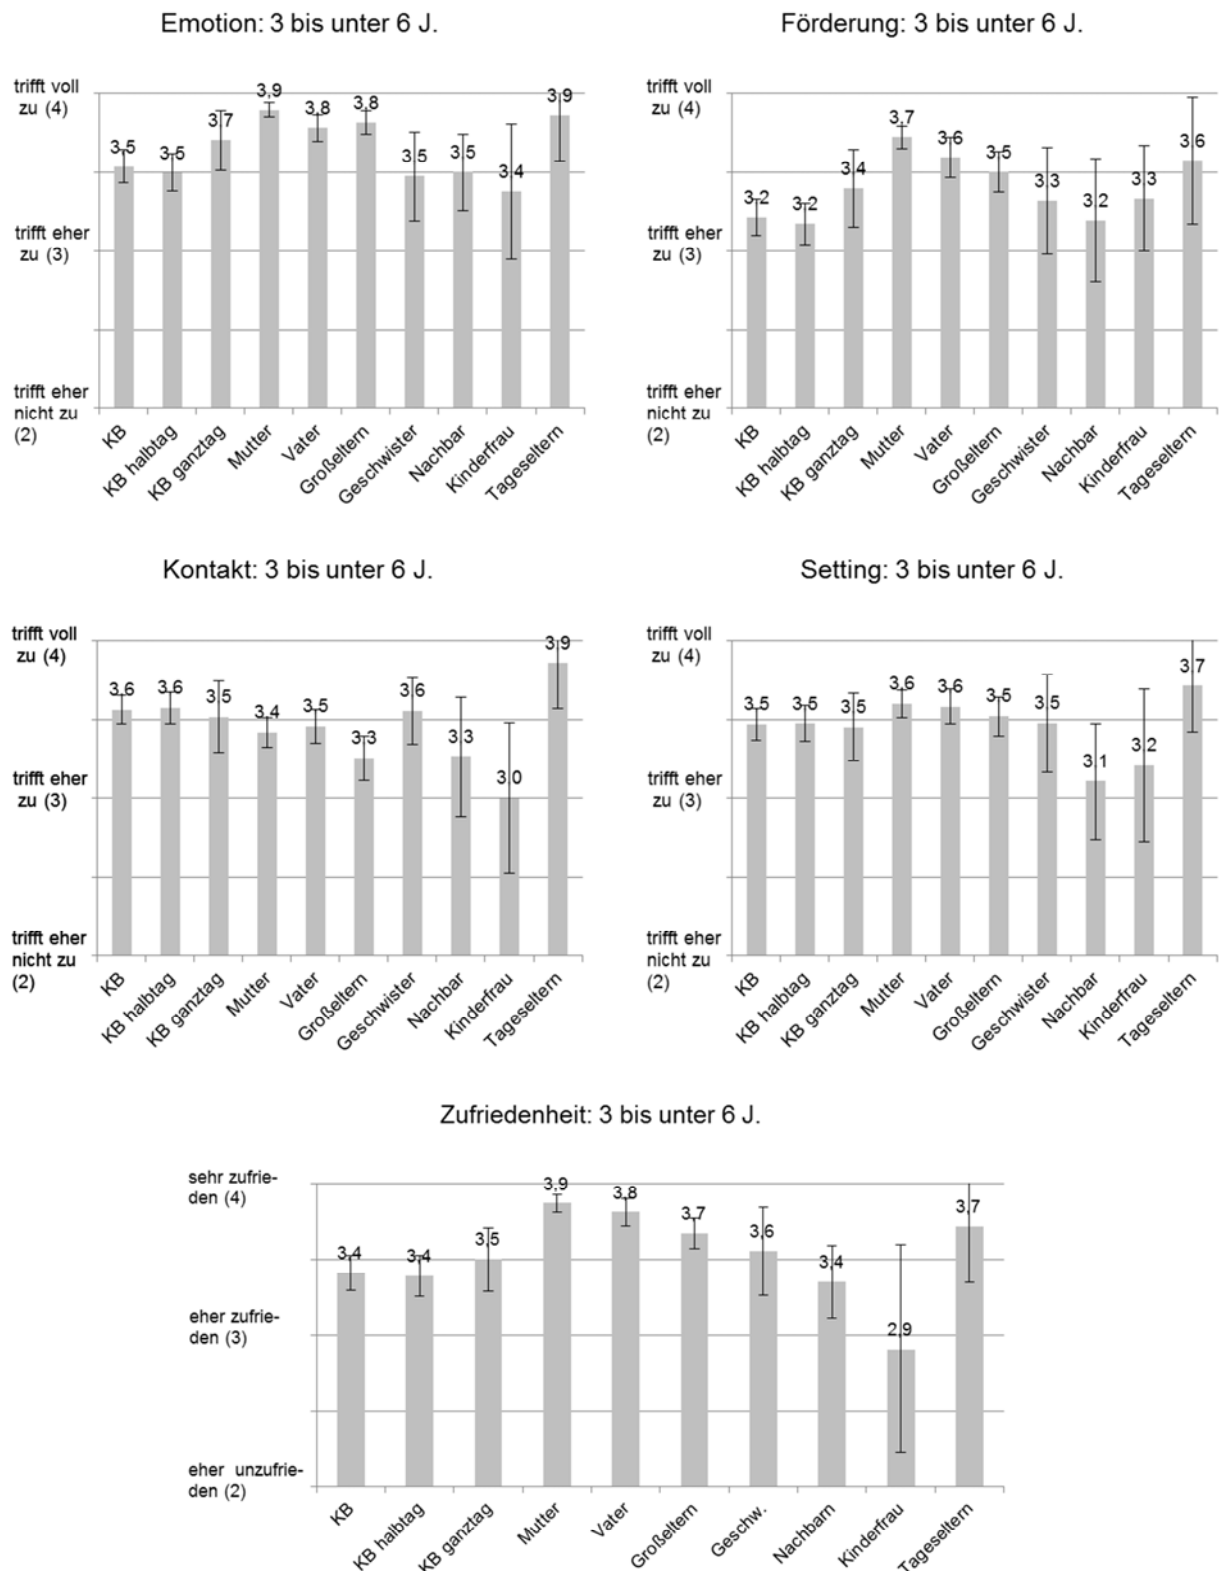 Emotion: 3 bis unter 6 J.
trifft voll
zu (4)
trifft eher
zu (3)
trifft eher
nicht zu
(2)
3,5
3,5
3,7
3,9
3,8
3,8
3,5
3,5
3,4
3,9
KB
KB halbtag
KB ganztag
Mutter
Vater
Großeltern
Geschwister
Nachbar
Kinderfrau
Tageseltern
Förderung: 3 bis unter 6 J.
trifft voll
zu (4)
trifft eher
zu (3)
trifft eher
nicht zu
(2)
3,2
3,2
3,4
3,7
3,6
3,5
3,3
3,2
3,3
3,6
KB
KB halbtag
KB ganztag
Mutter
Vater
Großeltern
Geschwister
Nachbar
Kinderfrau
Tageseltern
Kontakt: 3 bis unter 6 J.
trifft voll
zu (4)
trifft eher
zu (3)
trifft eher
nicht zu
(2)
3,6
3,6
3,5
3,4
3,5
3,3
3,6
3,3
3,0
3,9
KB
KB halbtag
KB ganztag
Mutter
Vater
Großeltern
Geschwister
Nachbar
Kinderfrau
Tageseltern
Setting: 3 bis unter 6 J.
trifft voll
zu (4)
trifft eher
zu (3)
trifft eher
nicht zu
(2)
3,5
3,5
3,5
3,6
3,6
3,5
3,5
3,1
3,2
3,7
KB
KB halbtag
KB ganztag
Mutter
Vater
Großeltern
Geschwister
Nachbar
Kinderfrau
Tageseltern
Zufriedenheit: 3 bis unter 6 J.
sehr zufrie-
den (4)
eher zufrie-
den (3)
eher unzufrie-
den (2)
3,4
3,4
3,5
3,9
3,8
3,7
3,6
3,4
2,9
3,7
KB
KB halbtag
KB ganztag
Mutter
Vater
Großeltern
Geschw.
Nachbarn
Kinderfrau
Tageseltern